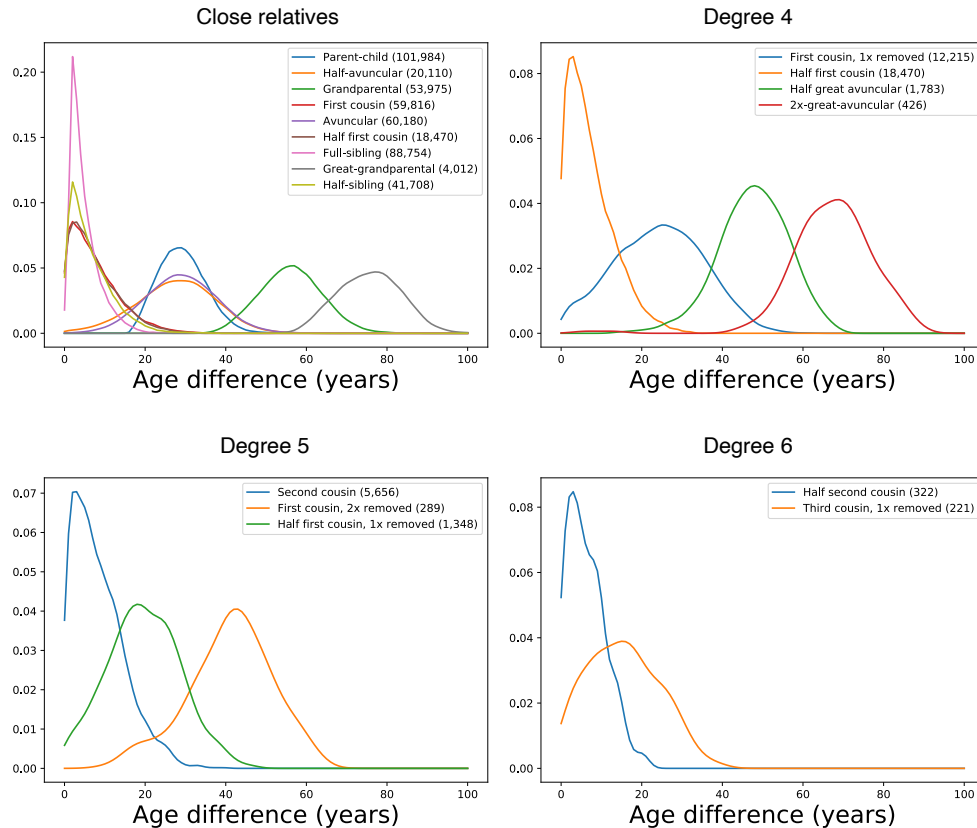 Close relatives
0.20
0.15
0.10
0.05
0.00
0
20
40
60
80
100
Age difference (years)
Parent-child (101,984)
Half-avuncular (20,110)
Grandparental (53,975)
First cousin (59,816)
Avuncular (60,180)
Half first cousin (18,470)
Full-sibling (88,754)
Great-grandparental (4,012)
Half-sibling (41,708)
Degree 4
0.08
0.06
0.04
0.02
0.00
0
20
40
60
80
100
Age difference (years)
First cousin, 1x removed (12,215)
Half first cousin (18,470)
Half great avuncular (1,783)
2x-great-avuncular (426)
Degree 5
0.07
0.06
0.05
0.04
0.03
0.02
0.01
0.00
0
20
40
60
80
100
Age difference (years)
Second cousin (5,656)
First cousin, 2x removed (289)
Half first cousin, 1x removed (1,348)
Degree 6
0.08
0.06
0.04
0.02
0.00
0
20
40
60
80
100
Age difference (years)
Half second cousin (322)
Third cousin, 1x removed (221)